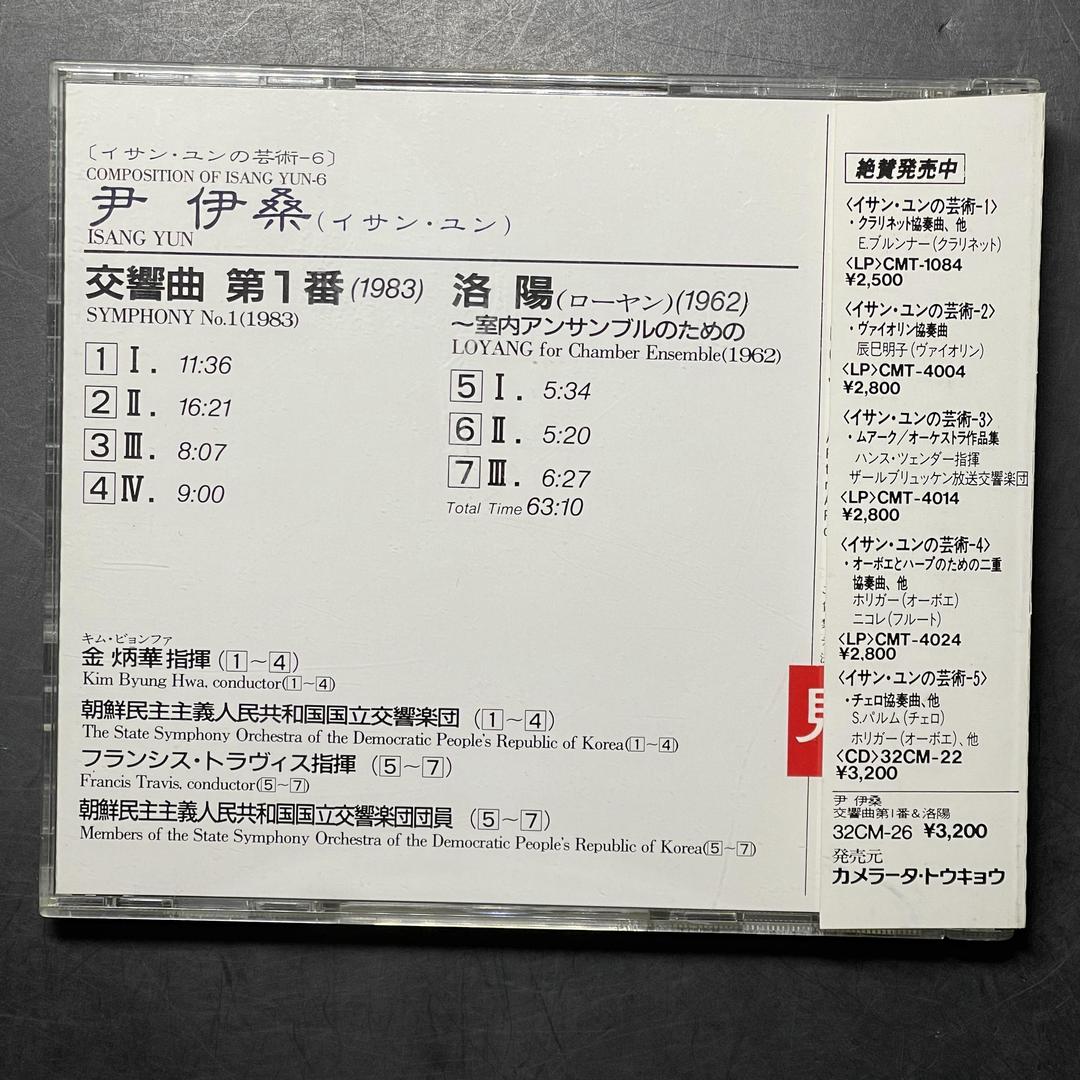 〔イサン・ユンの芸術-6〕
COMPOSITION OF ISANG YUN-6
尹 伊桑(イサン・ユン)
ISANG YUN
交響曲 第1番(1983)
SYMPHONY No.1(1983)
1 Ⅰ. 11:36
2 Ⅱ. 16:21
3 Ⅲ. 8:07
4 Ⅳ. 9:00
洛 陽(ローヤン)(1962)
～室内アンサンブルのための
LOYANG for Chamber Ensemble(1962)
5 Ⅰ. 5:34
6 Ⅱ. 5:20
7 Ⅲ. 6:27
Total Time 63:10
キム・ビョンファ
金 炳華指揮(1～4)
Kim Byung Hwa, conductor(1～4)
朝鮮民主主義人民共和国国立交響楽団(1～4)
The State Symphony Orchestra of the Democratic People's Republic of Korea(1～4)
フランシス・トラヴィス指揮(5～7)
Francis Travis, conductor(5～7)
朝鮮民主主義人民共和国国立交響楽団団員(5～7)
Members of the State Symphony Orchestra of the Democratic People's Republic of Korea(5～7)
絶賛発売中
〈イサン・ユンの芸術-1〉
・クラリネット協奏曲、他
E.ブルンナー(クラリネット)
〈LP〉CMT-1084
¥2,500
〈イサン・ユンの芸術-2〉
・ヴァイオリン協奏曲
辰巳明子(ヴァイオリン)
〈LP〉CMT-4004
¥2,800
〈イサン・ユンの芸術-3〉
・ムアーク／オーケストラ作品集
ハンス・ツェンダー指揮
ザールブリュッケン放送交響楽団
〈LP〉CMT-4014
¥2,800
〈イサン・ユンの芸術-4〉
・オーボエとハープのための二重
協奏曲、他
ホリガー(オーボエ)
ニコレ(フルート)
〈LP〉CMT-4024
¥2,800
〈イサン・ユンの芸術-5〉
・チェロ協奏曲、他
S.パルム(チェロ)
ホリガー(オーボエ)、他
〈CD〉32CM-22
¥3,200
尹 伊桑
交響曲第1番&洛陽
32CM-26 ¥3,200
発売元
カメラータ・トウキョウ